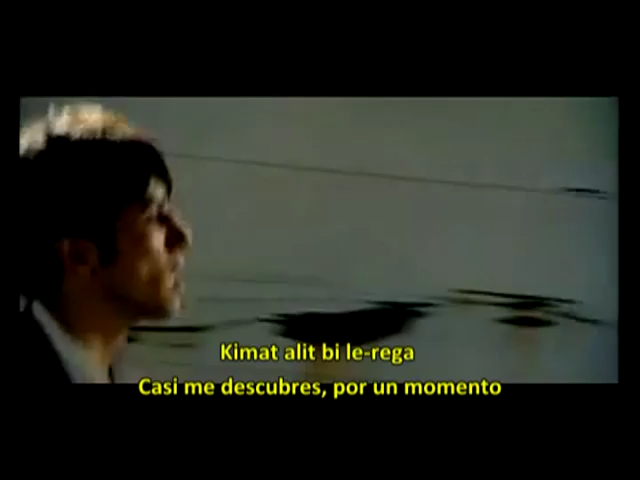 Kimat alit bi le-rega
Casi me descubres, por un momento